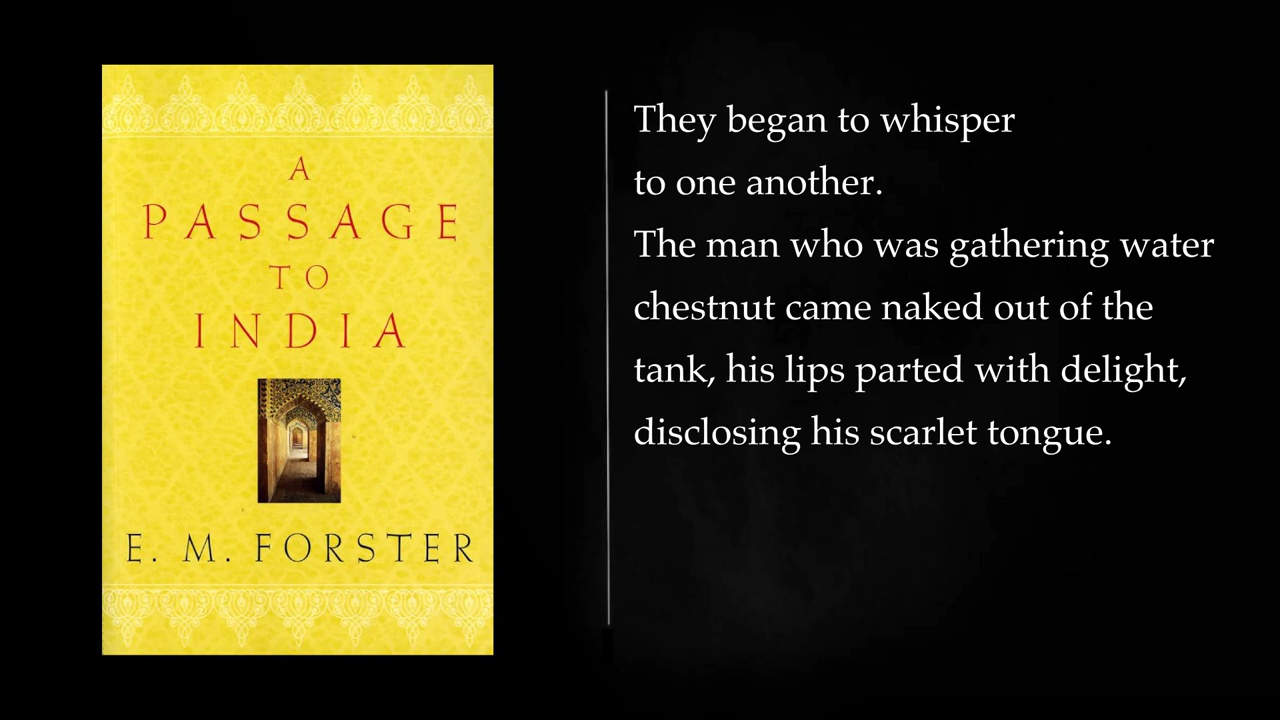 A
PASSAGE
TO
INDIA
E. M. FORSTER
They began to whisper
to one another.
The man who was gathering water
chestnut came naked out of the
tank, his lips parted with delight,
disclosing his scarlet tongue.